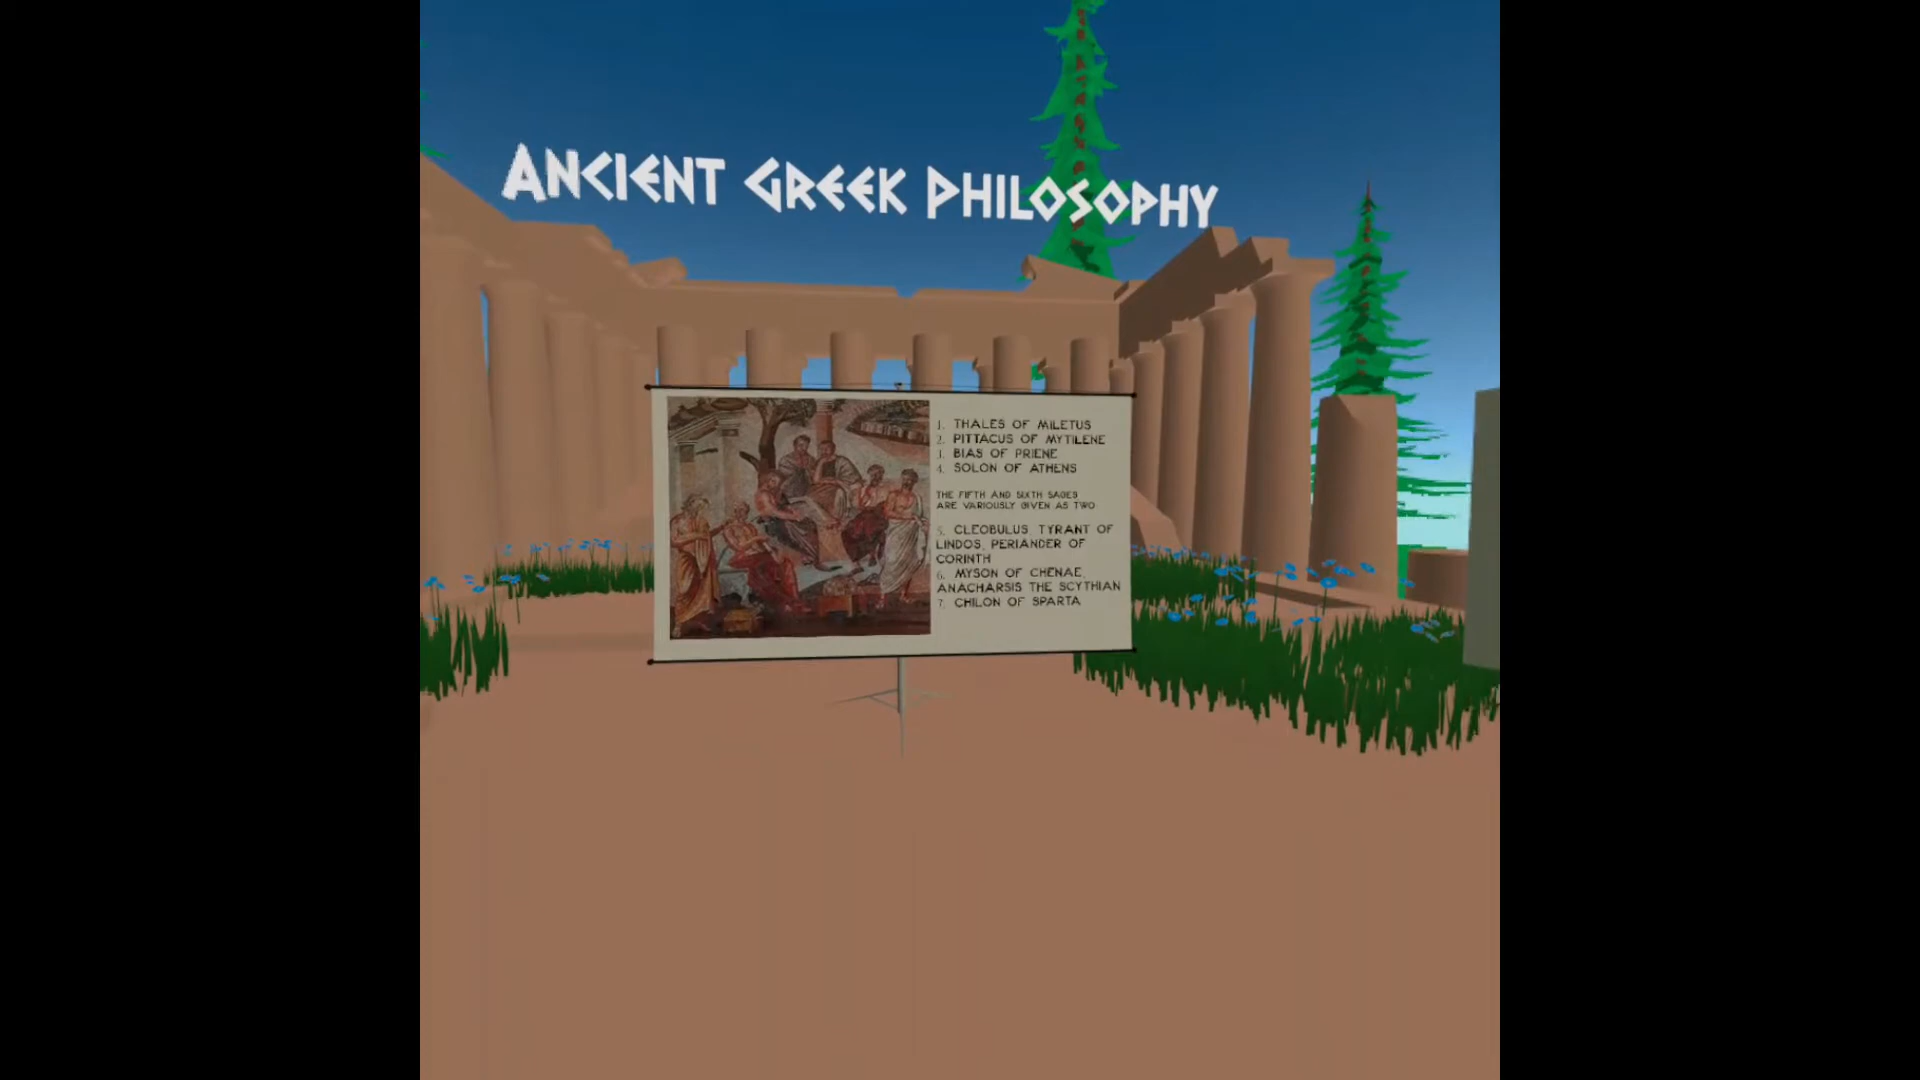 ANCIENT GREEK PHILOSOPHY
1. THALES OF MILETUS
2. PITTACUS OF MYTILENE
3. BIAS OF PRIENE
4. SOLON OF ATHENS
THE FIFTH AND SIXTH SAGES
ARE VARIOUSLY GIVEN AS TWO
5. CLEOBULUS, TYRANT OF
LINDOS, PERIANDER OF
CORINTH
6. MYSON OF CHENAE,
ANACHARSIS THE SCYTHIAN
7. CHILON OF SPARTA